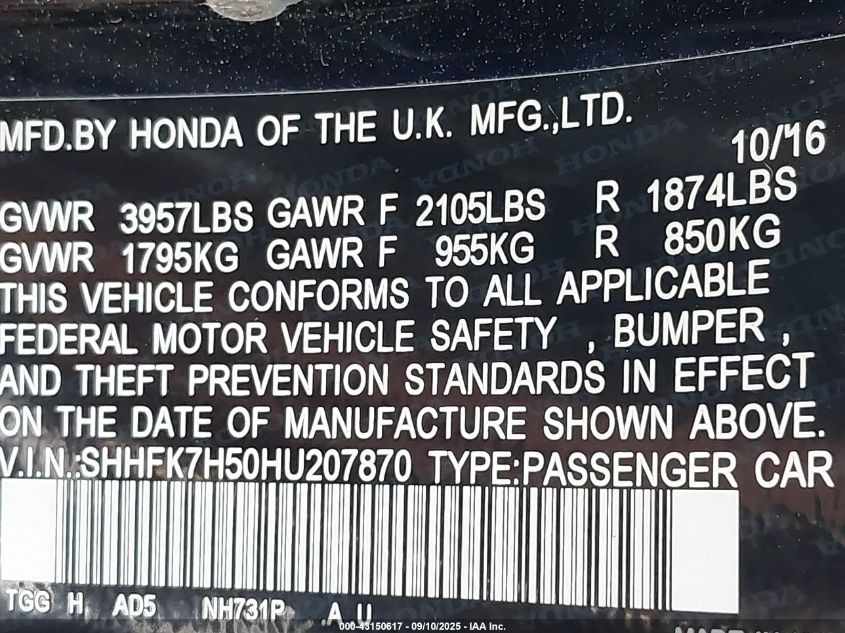 MFD.BY HONDA OF THE U.K. MFG.,LTD.
10/16
GVWR 3957LBS GAWR F 2105LBS R 1874LBS
GVWR 1795KG GAWR F 955KG R 850KG
THIS VEHICLE CONFORMS TO ALL APPLICABLE
FEDERAL MOTOR VEHICLE SAFETY , BUMPER ,
AND THEFT PREVENTION STANDARDS IN EFFECT
ON THE DATE OF MANUFACTURE SHOWN ABOVE.
V.I.N.:SHHFK7H50HU207870 TYPE:PASSENGER CAR
TGG H AD5 NH731P .A U
000-43150617 - 09/10/2025 - IAA Inc.